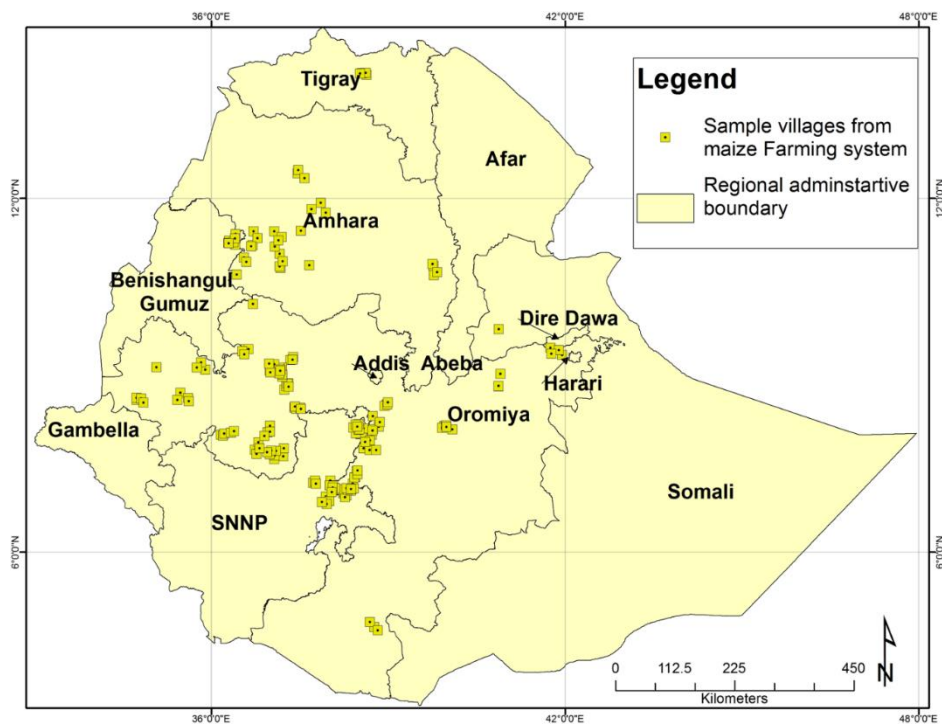 36°0'0"E 42°0'0"E 48°0'0"E
Tigray
Legend
Sample villages from
maize Farming system
Regional adminstartive
boundary
Afar
12°0'0"N 12°0'0"N
Amhara
Benishangul
Gumuz
Dire Dawa
Addis Abeba
Harari
Oromiya
Gambella
Somali
SNNP
6°0'0"N 6°0'0"N
N
0 112.5 225 450
Kilometers
36°0'0"E 42°0'0"E 48°0'0"E